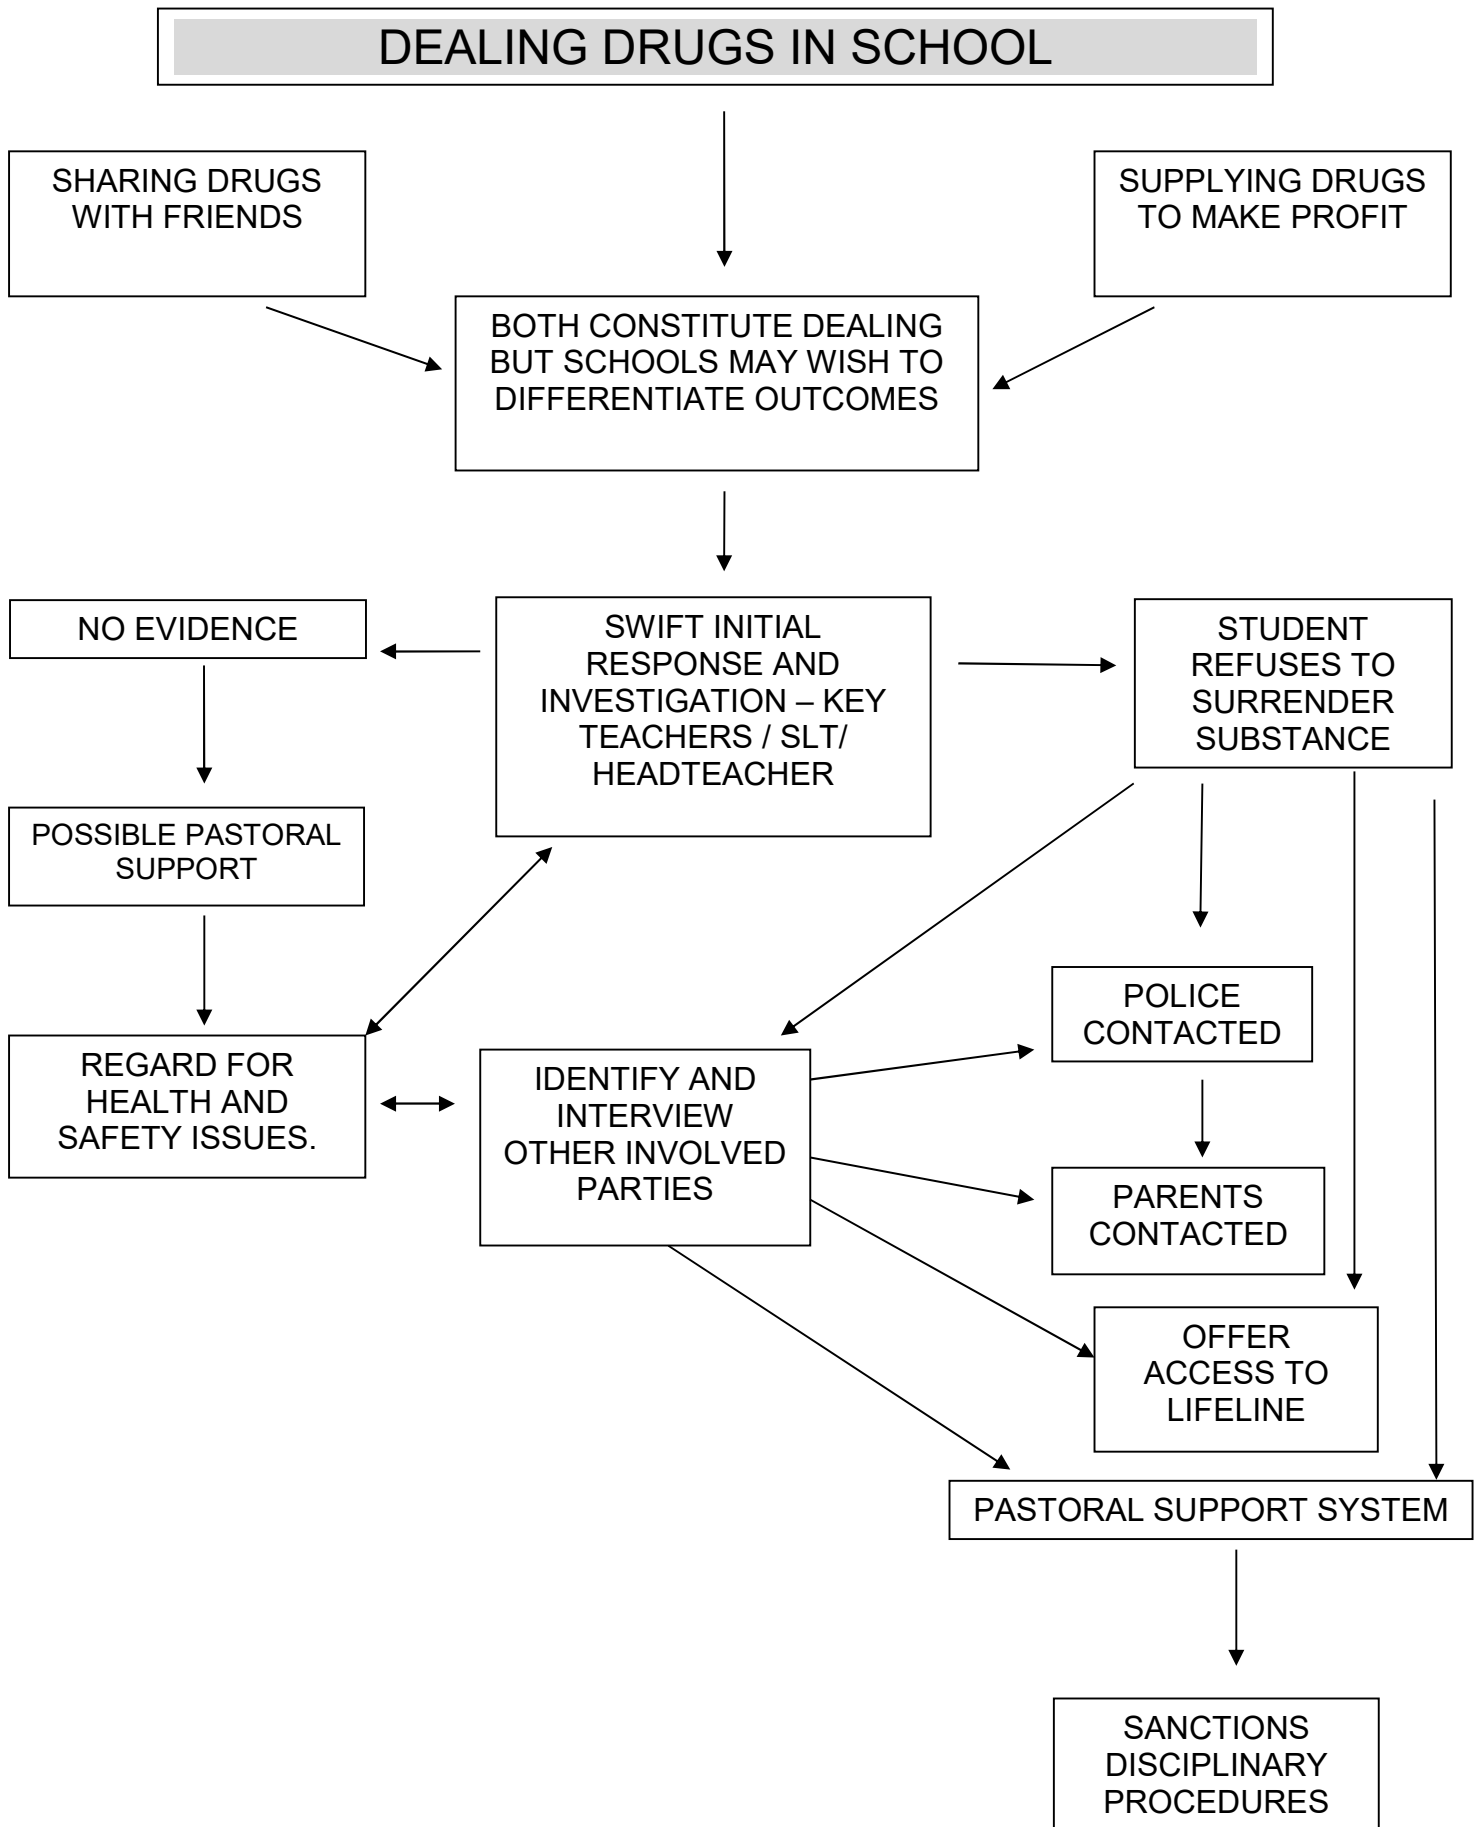 DEALING DRUGS IN SCHOOL
SHARING DRUGS
WITH FRIENDS
SUPPLYING DRUGS
TO MAKE PROFIT
BOTH CONSTITUTE DEALING
BUT SCHOOLS MAY WISH TO
DIFFERENTIATE OUTCOMES
NO EVIDENCE
SWIFT INITIAL
RESPONSE AND
INVESTIGATION – KEY
TEACHERS / SLT/
HEADTEACHER
STUDENT
REFUSES TO
SURRENDER
SUBSTANCE
POSSIBLE PASTORAL
SUPPORT
REGARD FOR
HEALTH AND
SAFETY ISSUES.
IDENTIFY AND
INTERVIEW
OTHER INVOLVED
PARTIES
POLICE
CONTACTED
PARENTS
CONTACTED
OFFER
ACCESS TO
LIFELINE
PASTORAL SUPPORT SYSTEM
SANCTIONS
DISCIPLINARY
PROCEDURES